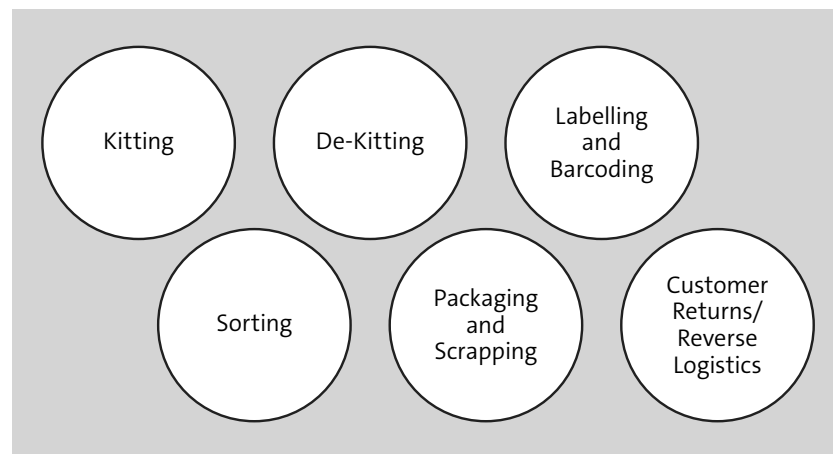 Kitting
De-Kitting
Labelling
and
Barcoding
Sorting
Packaging
and
Scrapping
Customer
Returns/
Reverse
Logistics